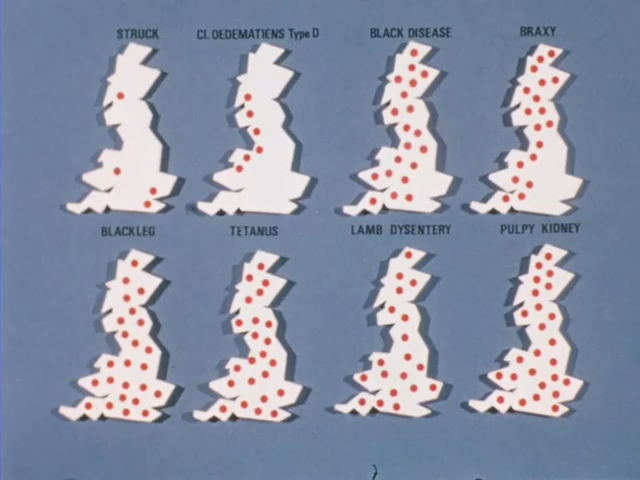 STRUCK
Cl. OEDEMATIENS Type D
BLACK DISEASE
BRAXY
BLACKLEG
TETANUS
LAMB DYSENTERY
PULPY KIDNEY